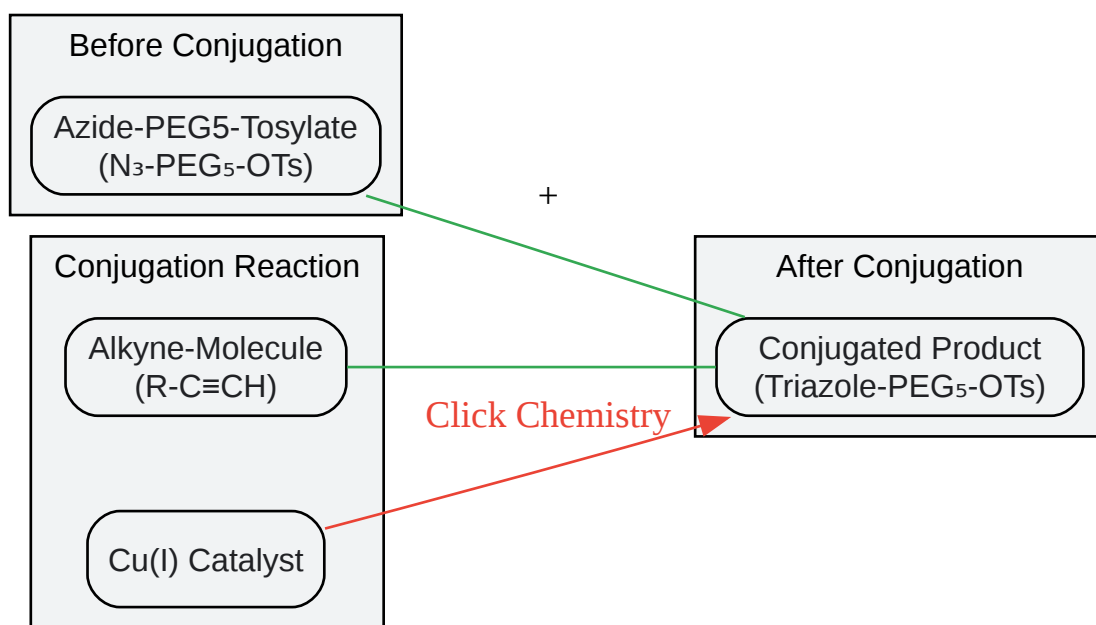 Before Conjugation
Azide-PEG5-Tosylate
(N₃-PEG₅-OTs)
+
Conjugation Reaction
Alkyne-Molecule
(R-C≡CH)
Click Chemistry
Cu(I) Catalyst
After Conjugation
Conjugated Product
(Triazole-PEG₅-OTs)